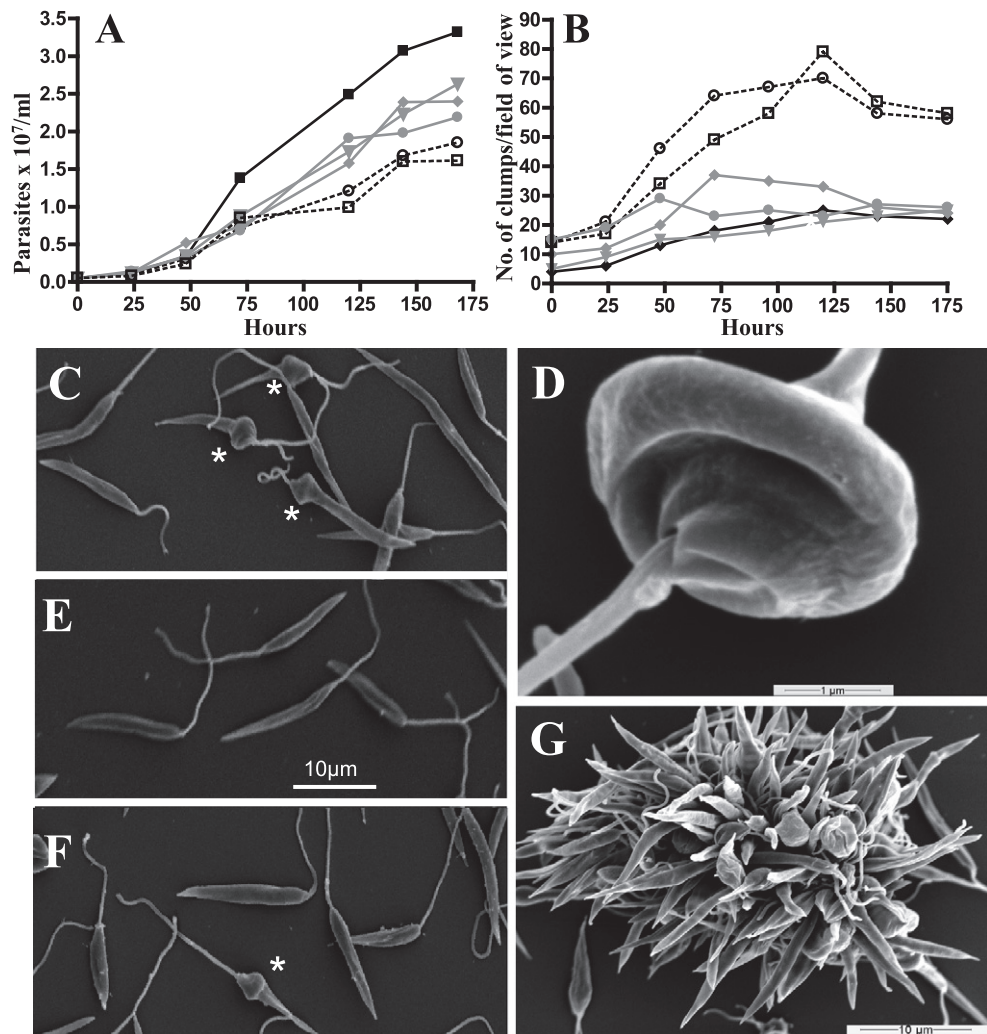 A
3.5
3.0
2.5
2.0
1.5
1.0
0.5
0.0
Parasites x 10⁷/ml
0 25 50 75 100 125 150 175
Hours
B
90
80
70
60
50
40
30
20
10
0
No. of clumps/field of view
0 25 50 75 100 125 150 175
Hours
C
*
*
*
D
1 µm
E
10µm
F
*
G
10 µm